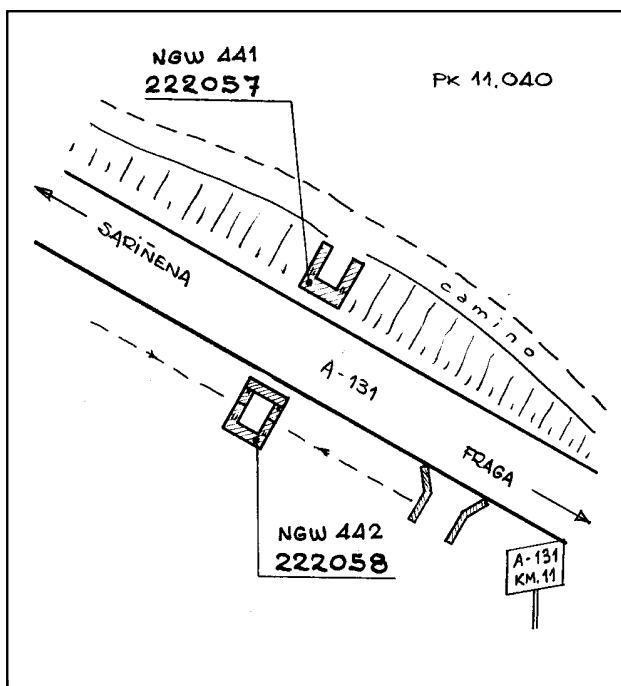 NGW 441
222057
PK 11.040
SARIÑENA
camino
A-131
FRAGA
NGW 442
222058
A-131
KM. 11